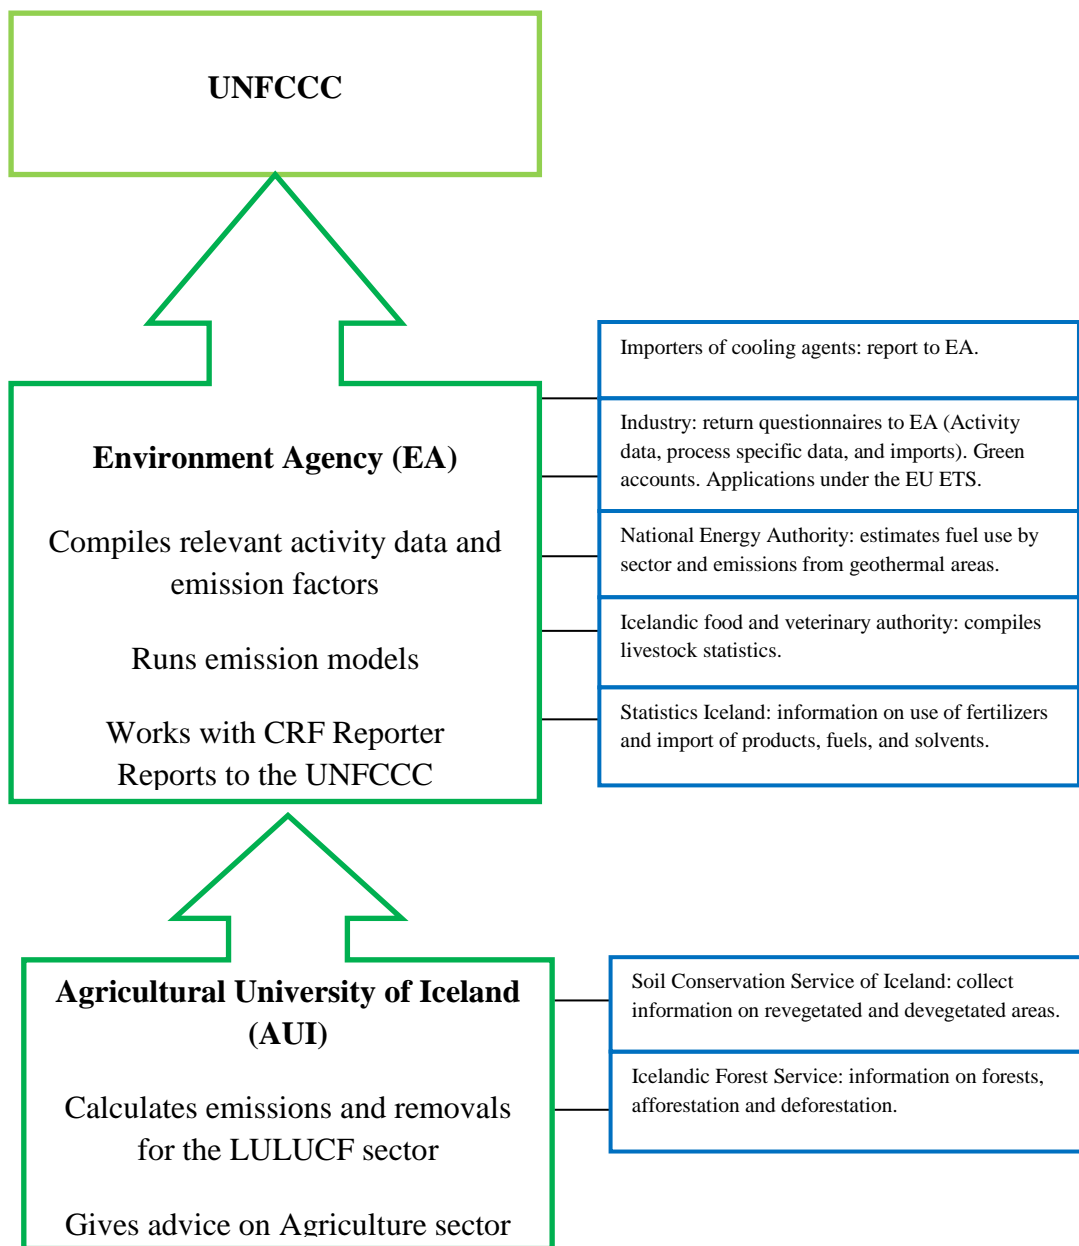 UNFCCC
Environment Agency (EA)
Compiles relevant activity data and
emission factors
Runs emission models
Works with CRF Reporter
Reports to the UNFCCC
Importers of cooling agents: report to EA.
Industry: return questionnaires to EA (Activity
data, process specific data, and imports). Green
accounts. Applications under the EU ETS.
National Energy Authority: estimates fuel use by
sector and emissions from geothermal areas.
Icelandic food and veterinary authority: compiles
livestock statistics.
Statistics Iceland: information on use of fertilizers
and import of products, fuels, and solvents.
Agricultural University of Iceland
(AUI)
Calculates emissions and removals
for the LULUCF sector
Gives advice on Agriculture sector
Soil Conservation Service of Iceland: collect
information on revegetated and devegetated areas.
Icelandic Forest Service: information on forests,
afforestation and deforestation.